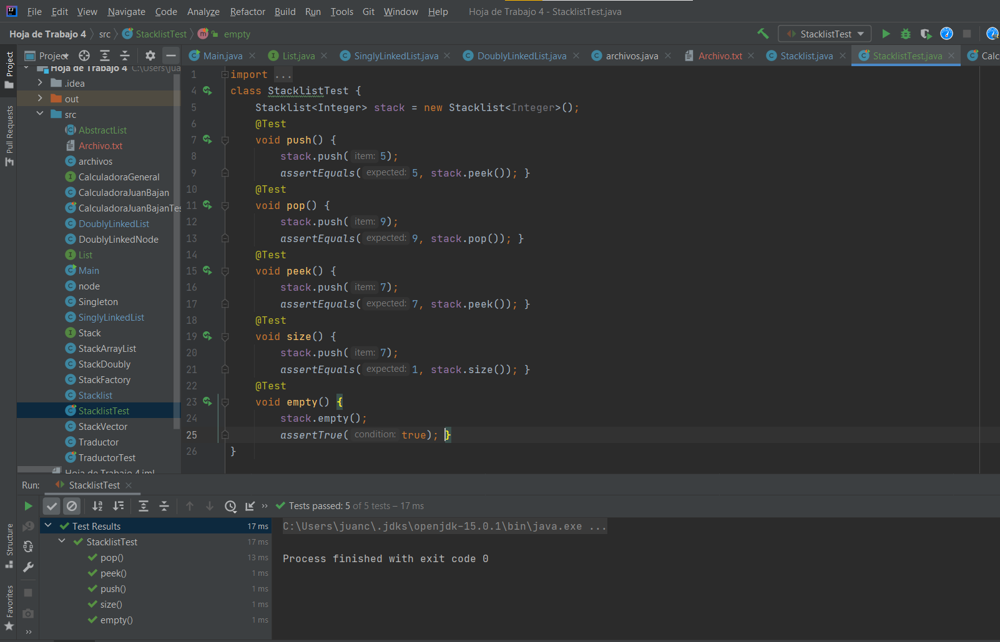 File Edit View Navigate Code Analyze Refactor Build Run Tools Git Window Help Hoja de Trabajo 4 - StacklistTest.java
Hoja de Trabajo 4 src StacklistTest m empty
StacklistTest
Project
Main.java List.java SinglyLinkedList.java DoublyLinkedList.java archivos.java Archivo.txt Stacklist.java StacklistTest.java Calc
Project
Pull Requests
Structure
Favorites
Hoja de Trabajo 4 C:\Users\jua
.idea
out
src
AbstractList
Archivo.txt
archivos
CalculadoraGeneral
CalculadoraJuanBajan
CalculadoraJuanBajanTes
DoublyLinkedList
DoublyLinkedNode
List
Main
node
Singleton
SinglyLinkedList
Stack
StackArrayList
StackDoubly
StackFactory
Stacklist
StacklistTest
StackVector
Traductor
TraductorTest
Hoja de Trabajo 4.iml
1 import ...
4 class StacklistTest {
5 Stacklist<Integer> stack = new Stacklist<Integer>();
6 @Test
7 void push() {
8 stack.push( item: 5);
9 assertEquals( expected: 5, stack.peek()); }
10 @Test
11 void pop() {
12 stack.push( item: 9);
13 assertEquals( expected: 9, stack.pop()); }
14 @Test
15 void peek() {
16 stack.push( item: 7);
17 assertEquals( expected: 7, stack.peek()); }
18 @Test
19 void size() {
20 stack.push( item: 7);
21 assertEquals( expected: 1, stack.size()); }
22 @Test
23 void empty() {
24 stack.empty();
25 assertTrue( condition: true); }
26 }
Run: StacklistTest
Tests passed: 5 of 5 tests – 17 ms
Test Results 17 ms
StacklistTest 17 ms
pop() 13 ms
peek() 1 ms
push() 1 ms
size() 1 ms
empty() 1 ms
C:\Users\juanc\.jdks\openjdk-15.0.1\bin\java.exe ...
Process finished with exit code 0